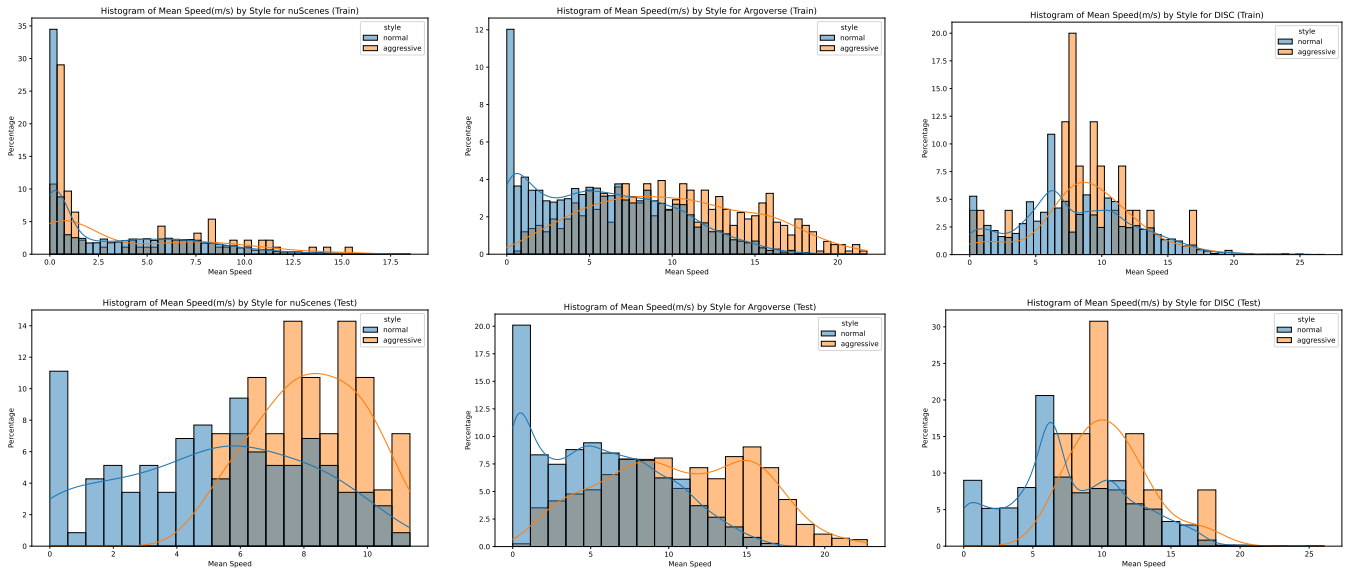 Histogram of Mean Speed(m/s) by Style for nuScenes (Train)
style
normal
aggressive
Percentage
35
30
25
20
15
10
5
0
0.0 2.5 5.0 7.5 10.0 12.5 15.0 17.5
Mean Speed
Histogram of Mean Speed(m/s) by Style for Argoverse (Train)
style
normal
aggressive
Percentage
12
10
8
6
4
2
0
0 5 10 15 20
Mean Speed
Histogram of Mean Speed(m/s) by Style for DISC (Train)
style
normal
aggressive
Percentage
20.0
17.5
15.0
12.5
10.0
7.5
5.0
2.5
0.0
0 5 10 15 20 25
Mean Speed
Histogram of Mean Speed(m/s) by Style for nuScenes (Test)
style
normal
aggressive
Percentage
14
12
10
8
6
4
2
0
0 2 4 6 8 10
Mean Speed
Histogram of Mean Speed(m/s) by Style for Argoverse (Test)
style
normal
aggressive
Percentage
20.0
17.5
15.0
12.5
10.0
7.5
5.0
2.5
0.0
0 5 10 15 20
Mean Speed
Histogram of Mean Speed(m/s) by Style for DISC (Test)
style
normal
aggressive
Percentage
30
25
20
15
10
5
0
0 5 10 15 20 25
Mean Speed